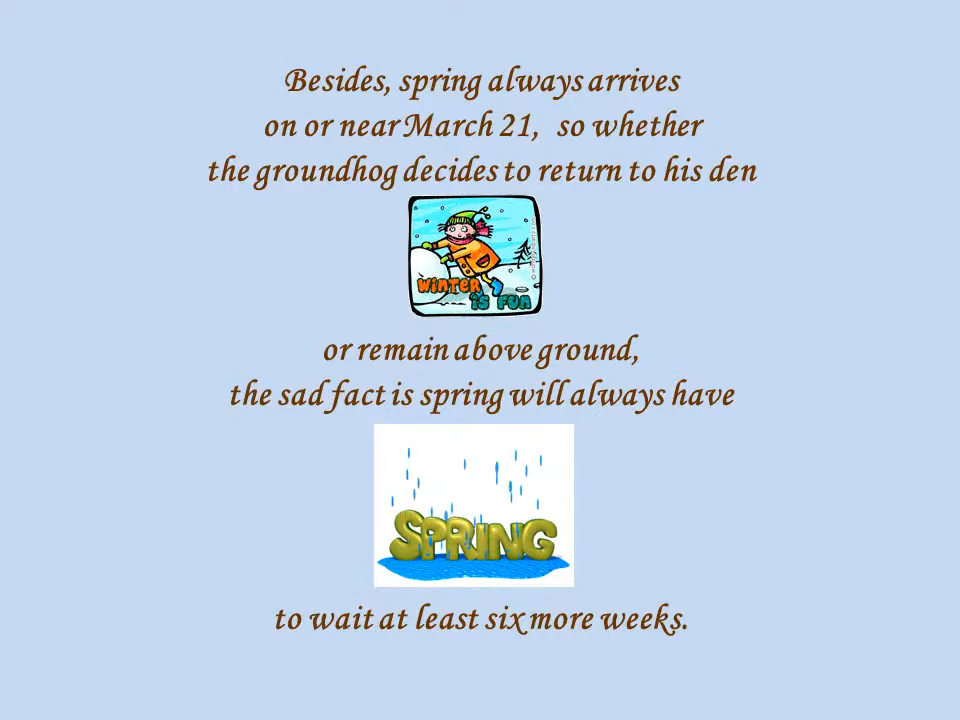 Besides, spring always arrives
on or near March 21, so whether
the groundhog decides to return to his den
WINTER
IS FUN
or remain above ground,
the sad fact is spring will always have
SPRING
to wait at least six more weeks.